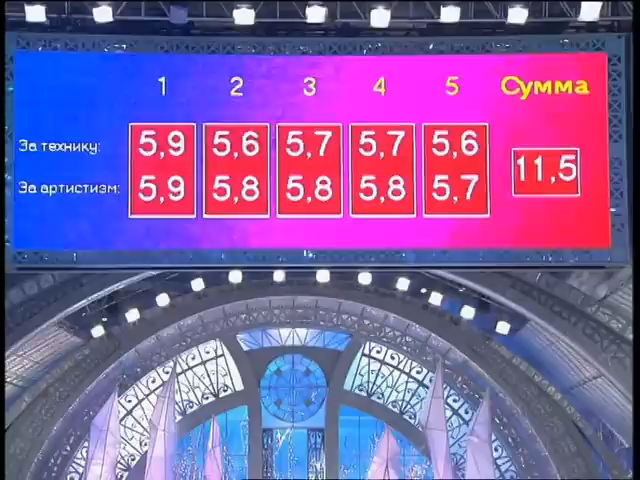 1 2 3 4 5 Сумма
За технику: 5,9 5,6 5,7 5,7 5,6
11,5
За артистизм: 5,9 5,8 5,8 5,8 5,7